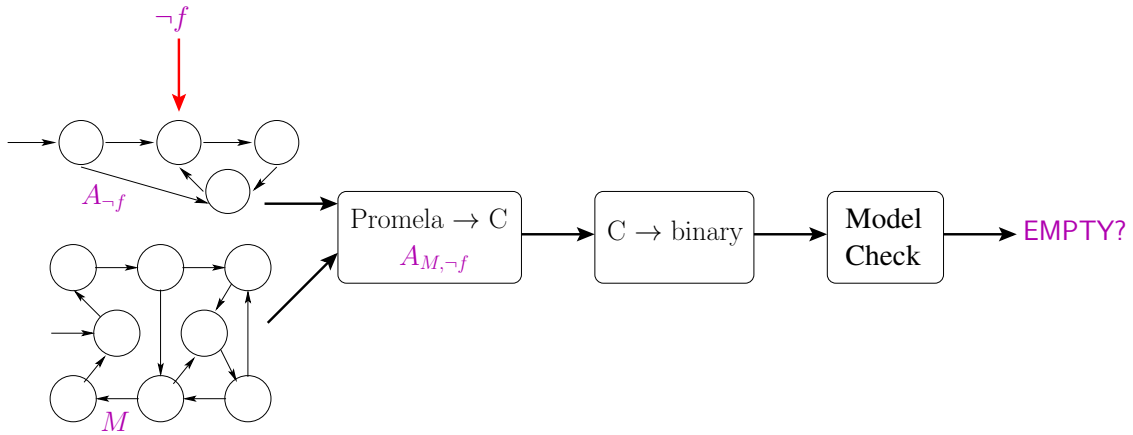 ¬f
A¬f
Promela → C
A_{M,¬f}
C → binary
Model
Check
EMPTY?
M